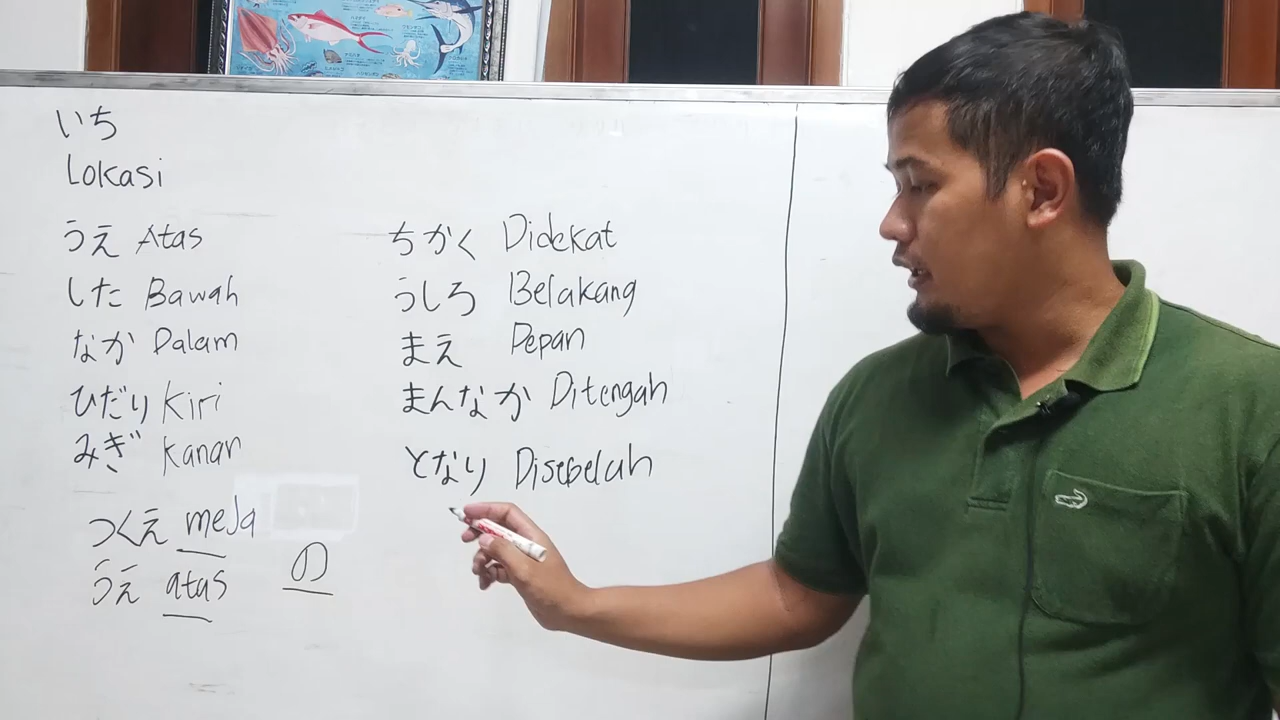 いち
Lokasi
うえ Atas
した Bawah
なか Dalam
ひだり Kiri
みぎ Kanan
つくえ meja
うえ atas
の
ちかく Didekat
うしろ Belakang
まえ Depan
まんなか Ditengah
となり Disebelah